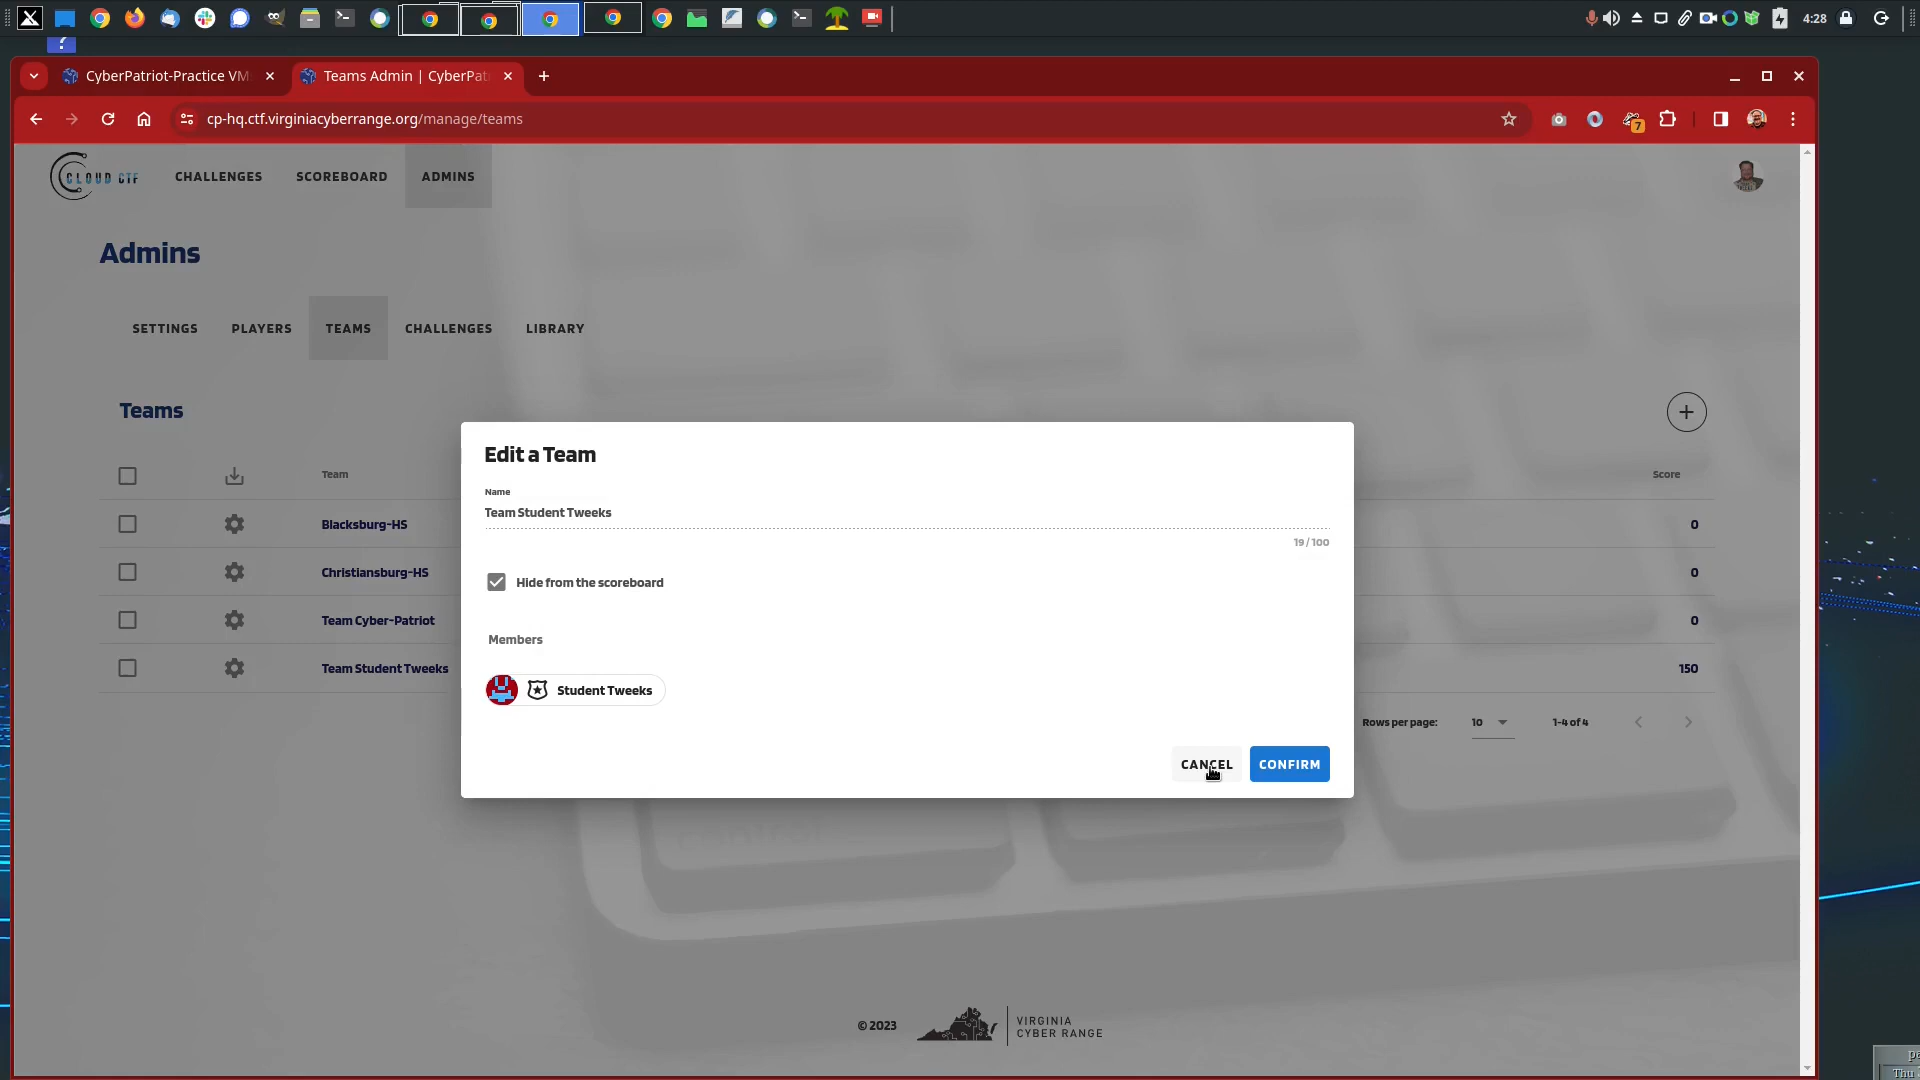 4:28
?
CyberPatriot-Practice VM
Teams Admin | CyberPat
cp-hq.ctf.virginiacyberrange.org/manage/teams
7
CLOUD CTF
CHALLENGES
SCOREBOARD
ADMINS
Admins
SETTINGS
PLAYERS
TEAMS
CHALLENGES
LIBRARY
Teams
Team
Score
Blacksburg-HS
0
Christiansburg-HS
0
Team Cyber-Patriot
0
Team Student Tweeks
150
Rows per page:
10
1-4 of 4
Edit a Team
Name
Team Student Tweeks
19 / 100
Hide from the scoreboard
Members
Student Tweeks
CANCEL
CONFIRM
© 2023
VIRGINIA
CYBER RANGE
pa
Thu